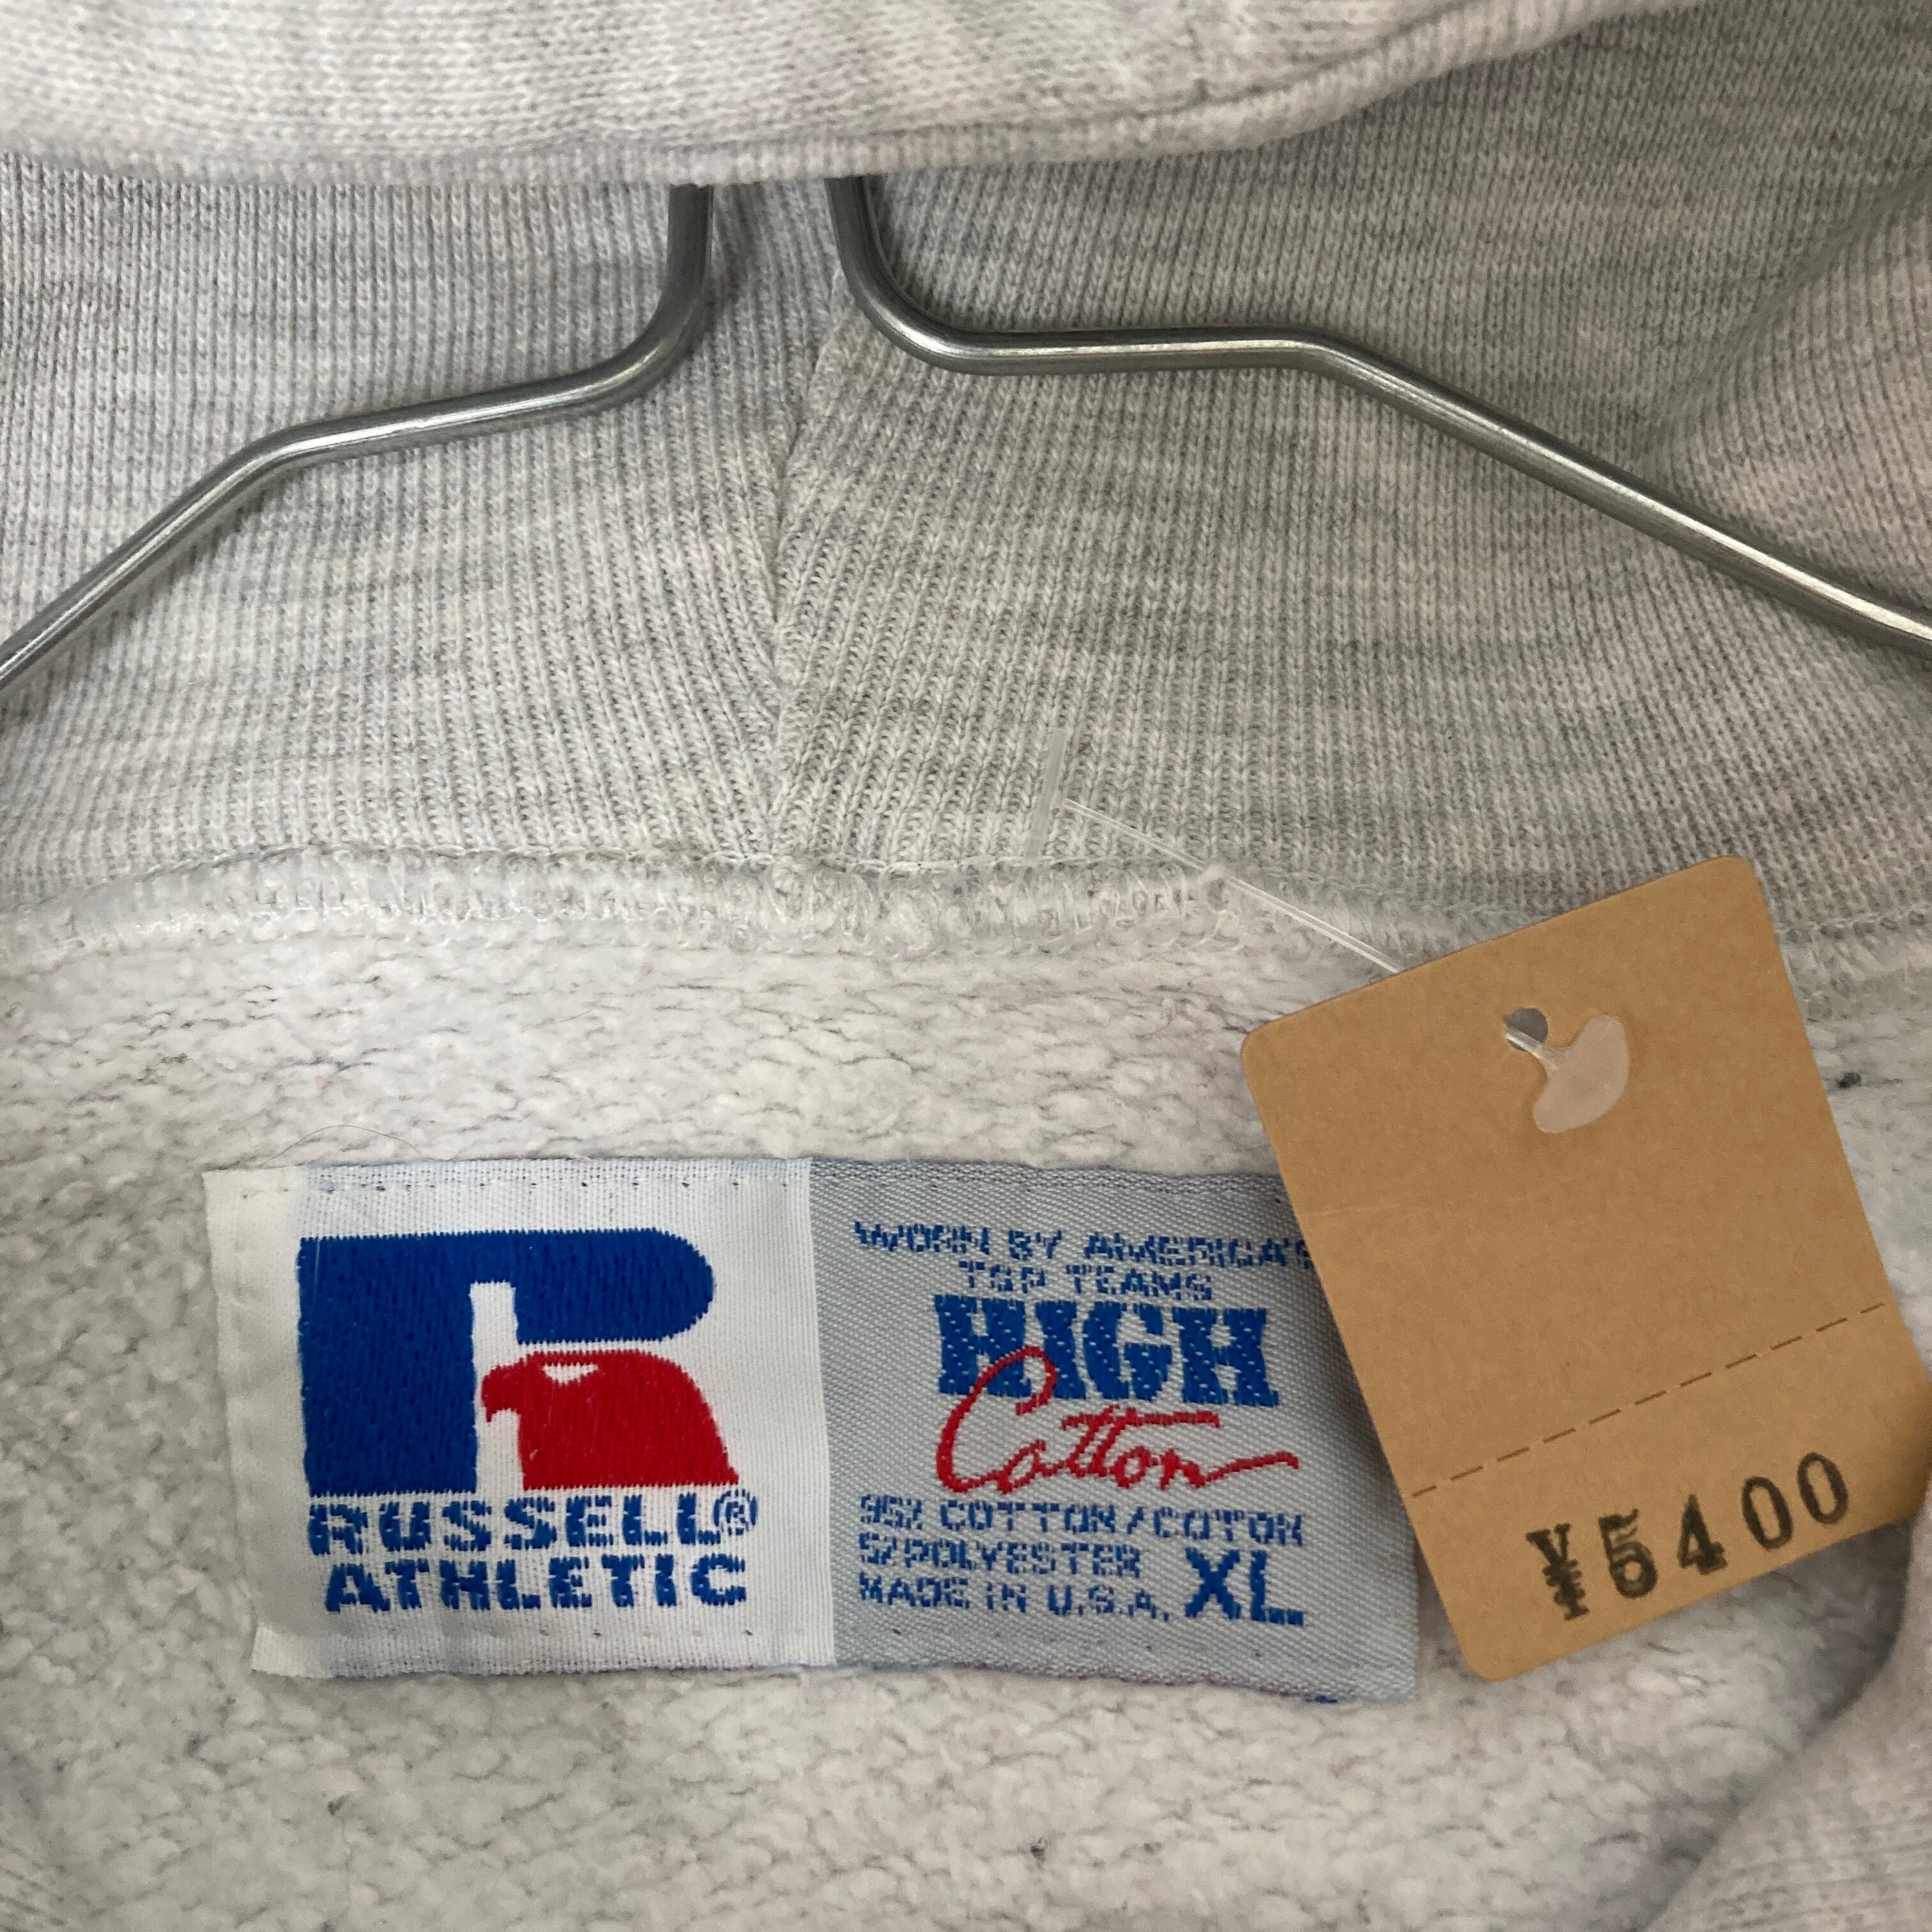 RUSSELL®
ATHLETIC
WORN BY AMERICA'S
TOP TEAMS
HIGH
Cotton
95% COTTON/COTON
5%POLYESTER
MADE IN U.S.A. XL
¥5400